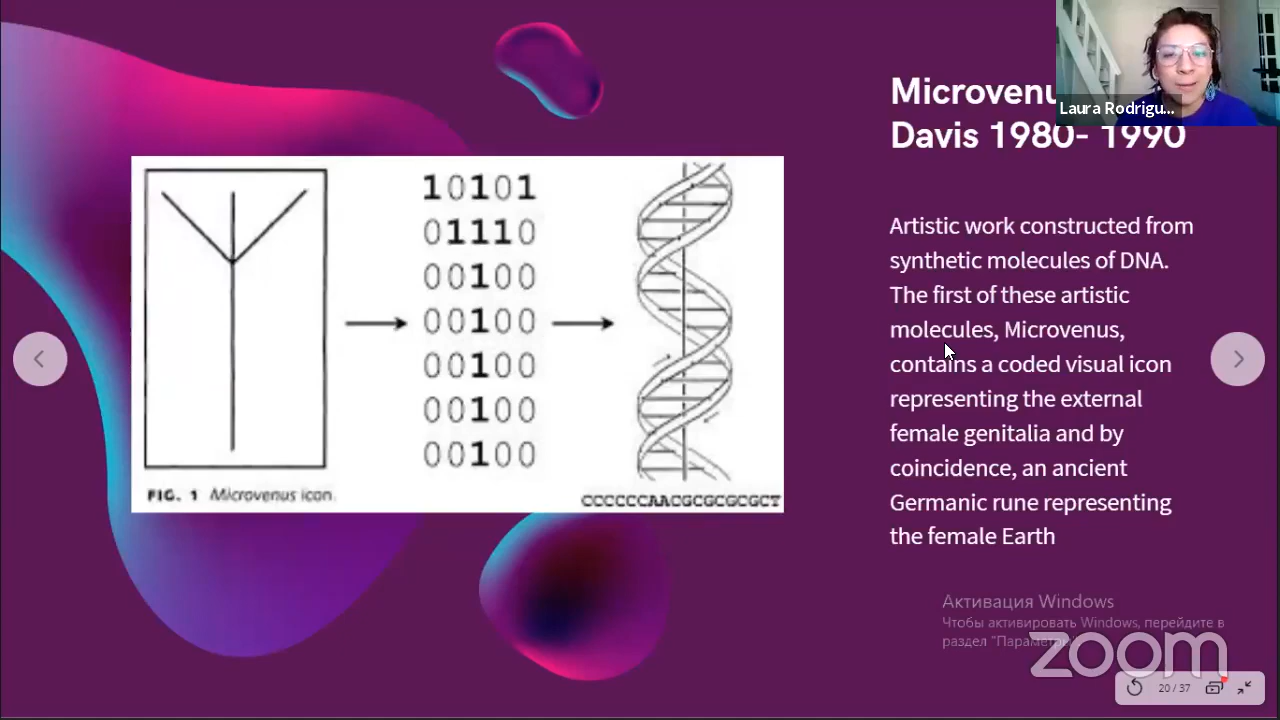 Microvenu
Davis 1980- 1990
Laura Rodrigu...
10101
01110
00100
00100
00100
00100
00100
FIG. 1 Microvenus icon
CCCCCCAACGCGCGCGCT
Artistic work constructed from
synthetic molecules of DNA.
The first of these artistic
molecules, Microvenus,
contains a coded visual icon
representing the external
female genitalia and by
coincidence, an ancient
Germanic rune representing
the female Earth
Активация Windows
Чтобы активировать Windows, перейдите в
раздел "Параметры".
zoom
20 / 37